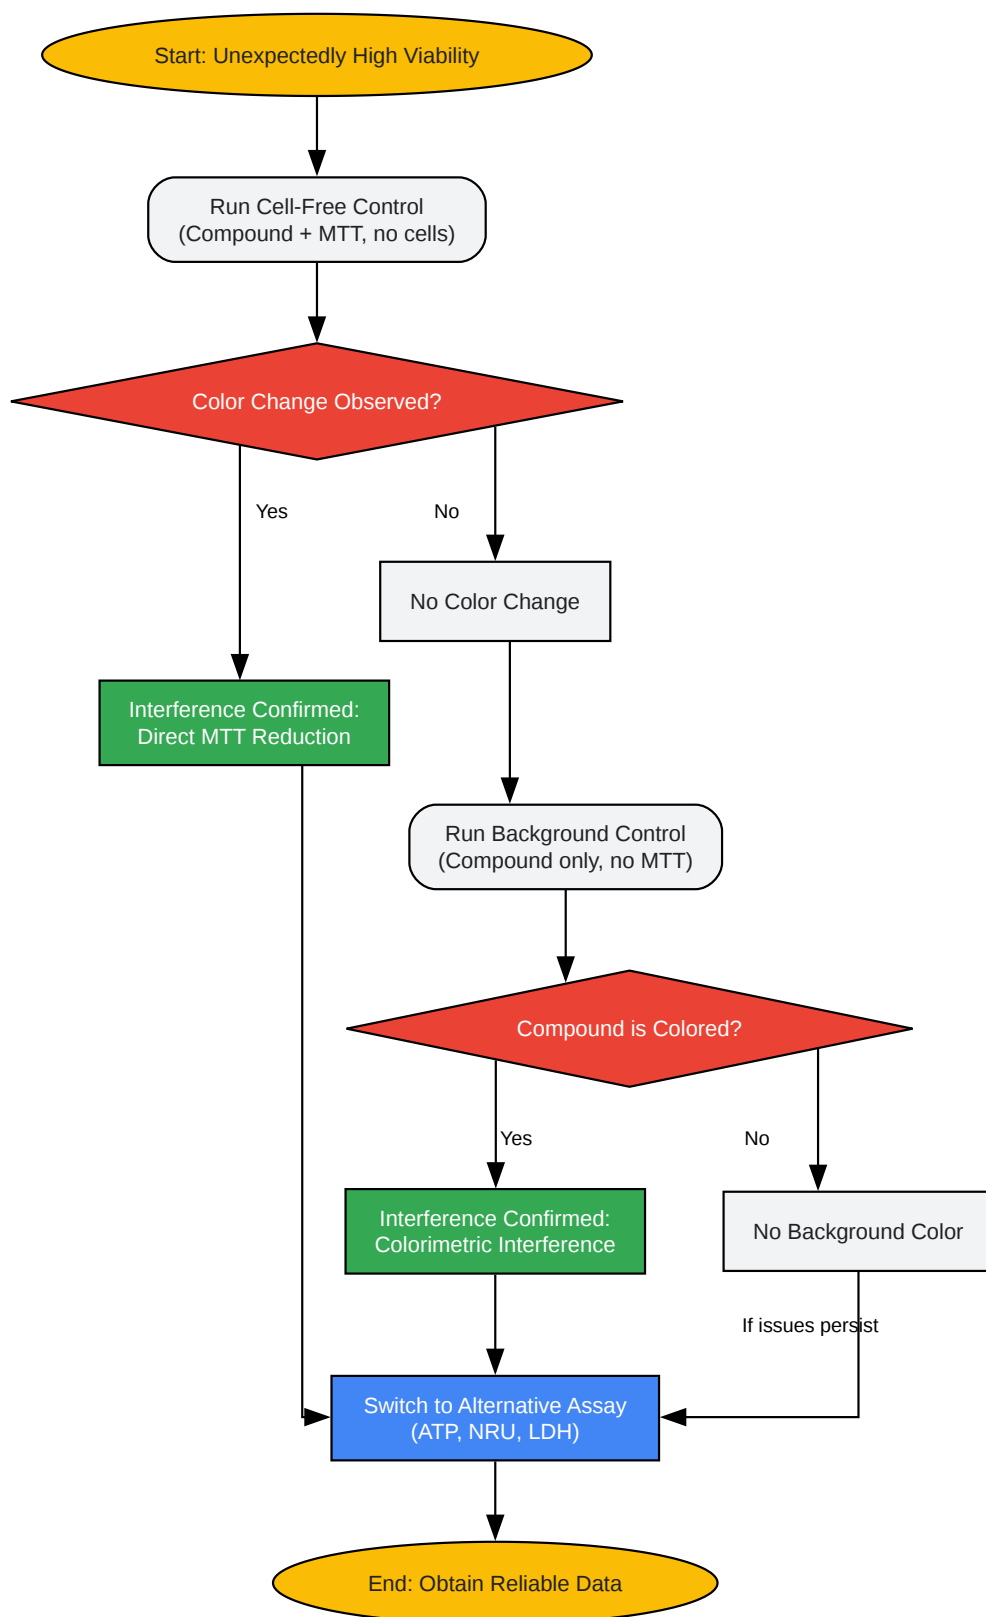 Start: Unexpectedly High Viability
Run Cell-Free Control
(Compound + MTT, no cells)
Color Change Observed?
Yes
No
No Color Change
Interference Confirmed:
Direct MTT Reduction
Run Background Control
(Compound only, no MTT)
Compound is Colored?
Yes
No
Interference Confirmed:
Colorimetric Interference
No Background Color
If issues persist
Switch to Alternative Assay
(ATP, NRU, LDH)
End: Obtain Reliable Data